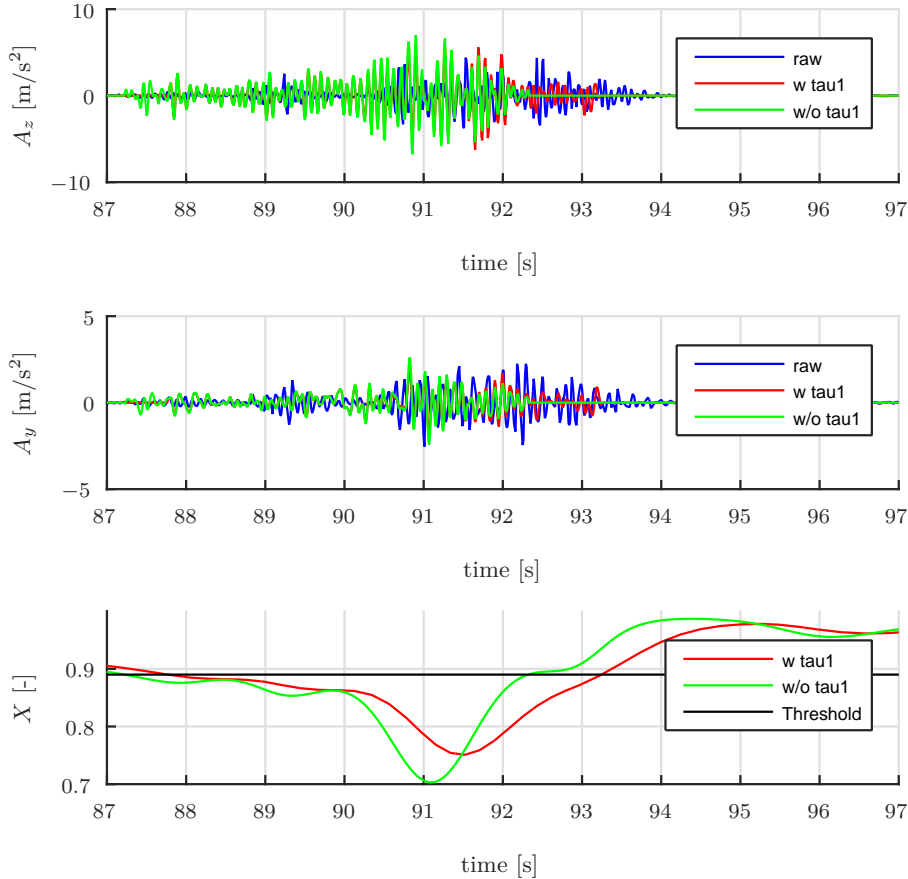 A_z [m/s²]
10
0
−10
raw
w tau1
w/o tau1
87 88 89 90 91 92 93 94 95 96 97
time [s]
A_y [m/s²]
5
0
−5
raw
w tau1
w/o tau1
87 88 89 90 91 92 93 94 95 96 97
time [s]
X [-]
0.9
0.8
0.7
w tau1
w/o tau1
Threshold
87 88 89 90 91 92 93 94 95 96 97
time [s]